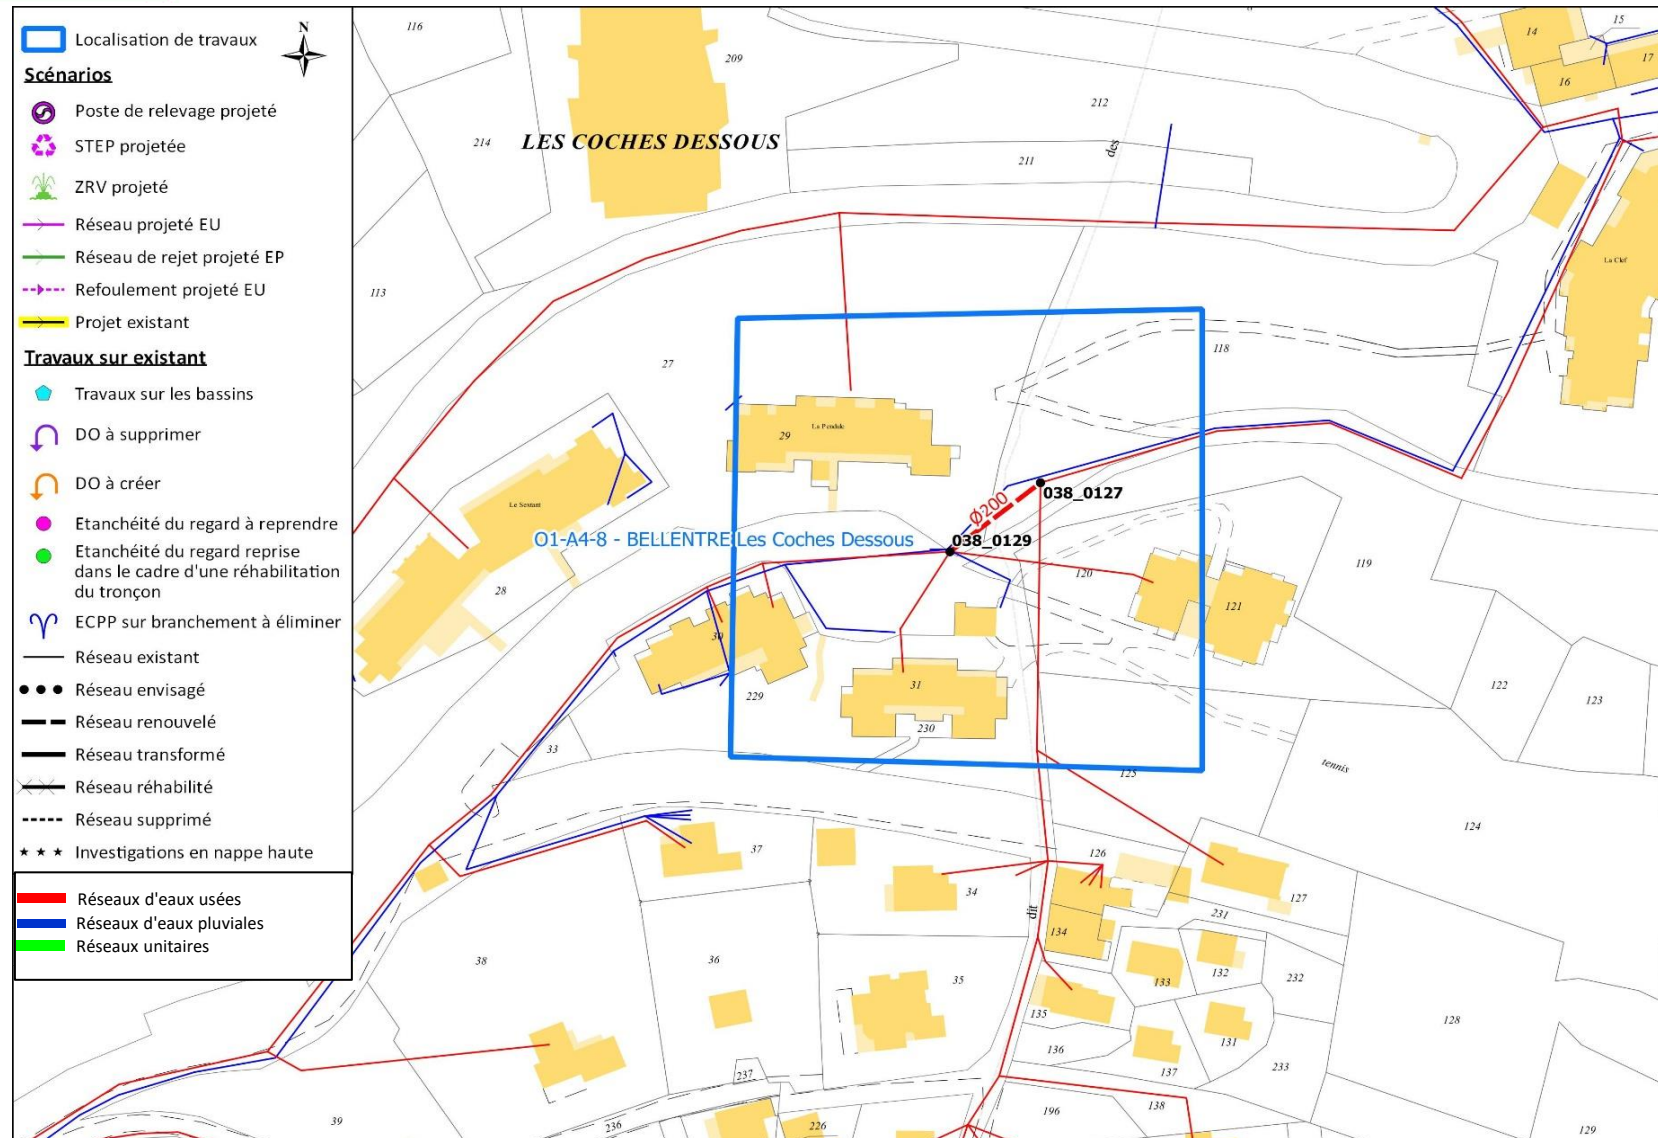 Localisation de travaux
N
Scénarios
Poste de relevage projeté
STEP projetée
ZRV projeté
Réseau projeté EU
Réseau de rejet projeté EP
Refoulement projeté EU
Projet existant
Travaux sur existant
Travaux sur les bassins
DO à supprimer
DO à créer
Etanchéité du regard à reprendre
Etanchéité du regard reprise
dans le cadre d'une réhabilitation
du tronçon
ECPP sur branchement à éliminer
Réseau existant
Réseau envisagé
Réseau renouvelé
Réseau transformé
Réseau réhabilité
Réseau supprimé
Investigations en nappe haute
Réseaux d'eaux usées
Réseaux d'eaux pluviales
Réseaux unitaires
116
209
15
14
17
16
212
214
LES COCHES DESSOUS
des
211
La Clef
113
27
118
29
Le Sextant
038_0127
Ø200
O1-A4-8 - BELLENTRE Les Coches Dessous
038_0129
28
120
119
121
30
31
229
230
122
123
33
125
tennis
124
37
126
34
127
231
dit
134
38
36
35
133
132
232
135
131
128
136
137
233
237
39
236
226
196
138
129